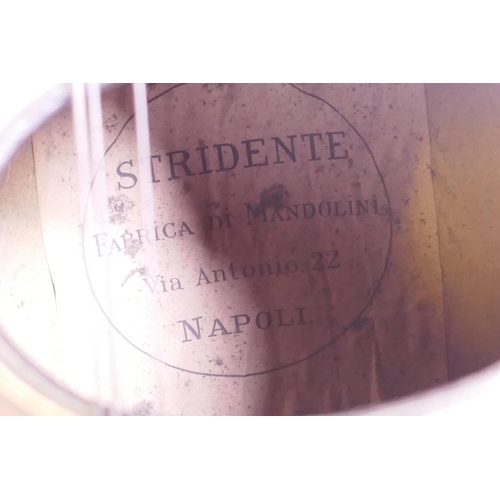 STRIDENTE
FABRICA DI MANDOLINI
Via Antonio, 22
NAPOLI.